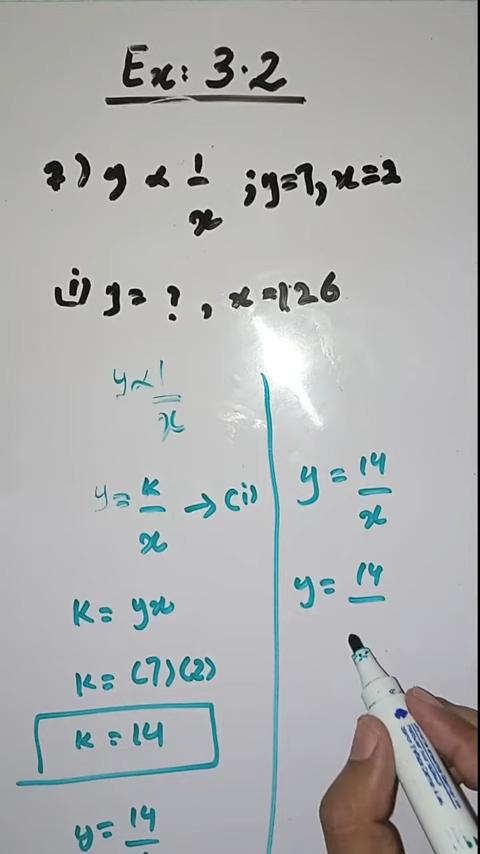 Ex: 3.2
7) y ∝ 1/x ; y=7, x=2
(i) y = ? , x = 126
y ∝ 1/x
y = k/x → (i)
k = yx
k = (7)(2)
k = 14
y = 14
y = 14/x
y = 14